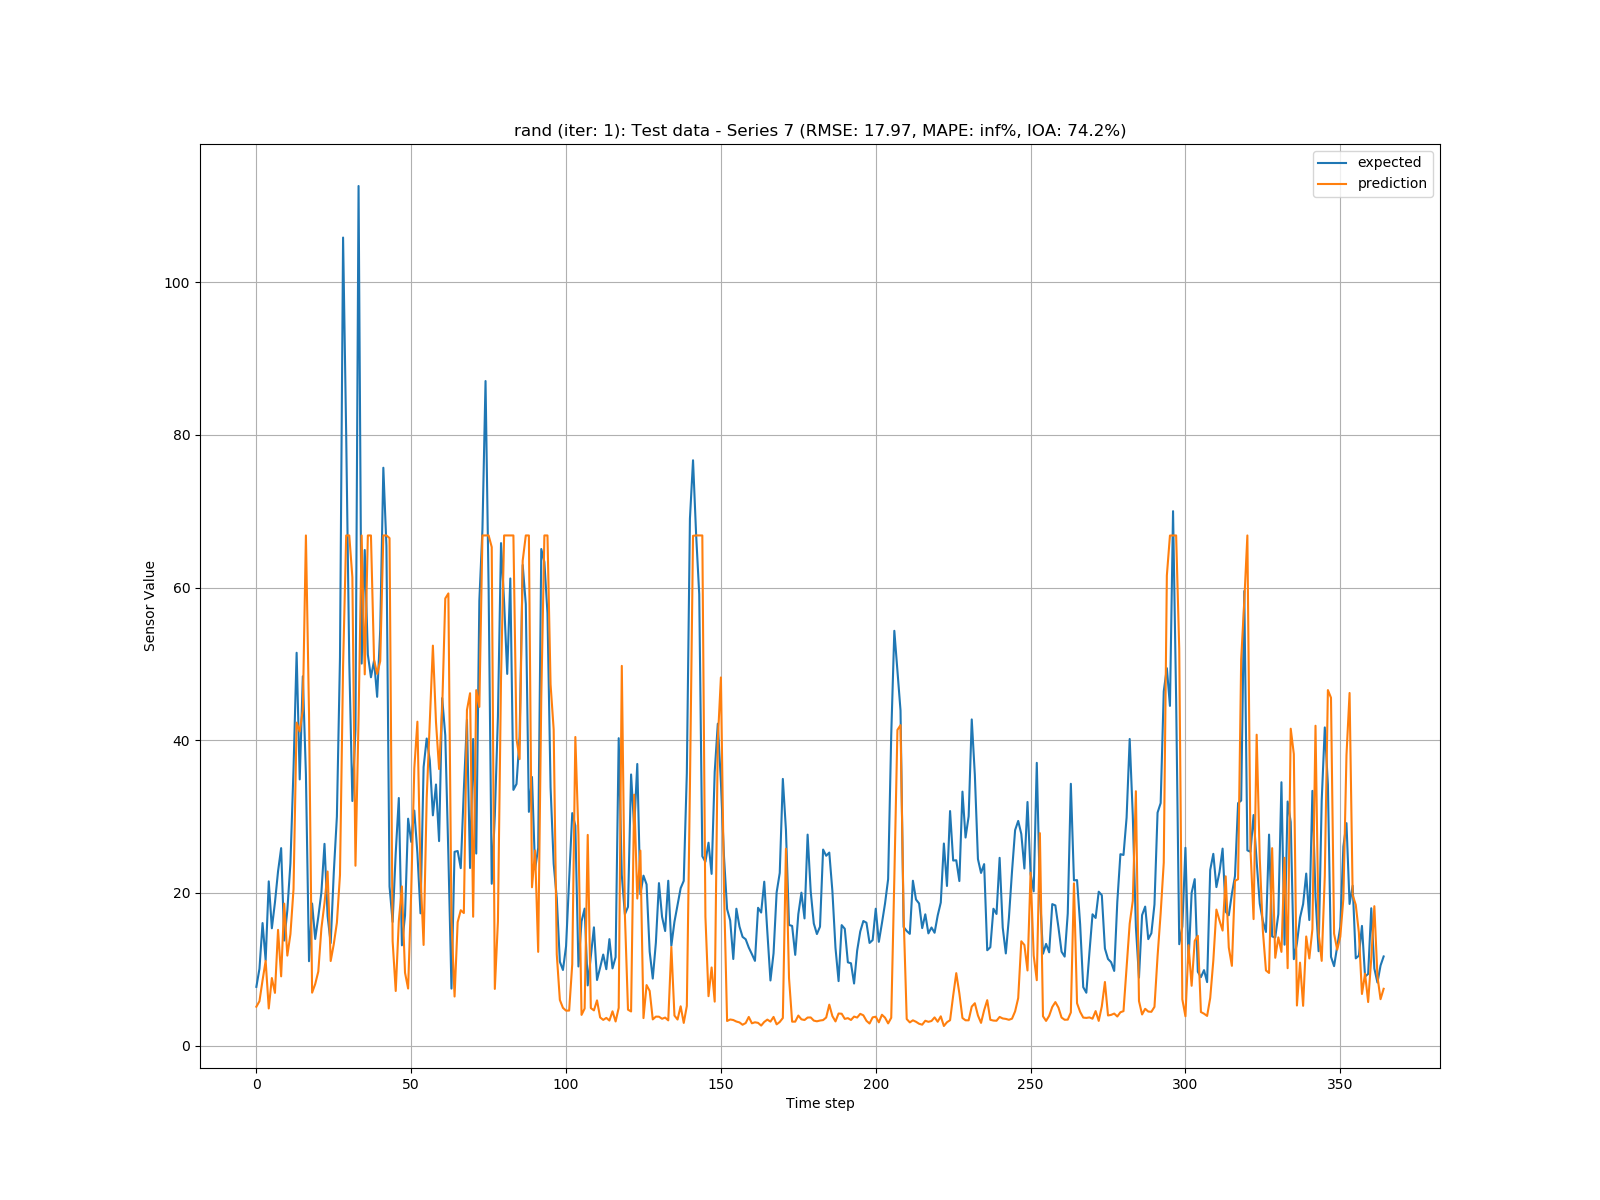 rand (iter: 1): Test data - Series 7 (RMSE: 17.97, MAPE: inf%, IOA: 74.2%)
expected
prediction
100
80
60
40
20
0
Sensor Value
0 50 100 150 200 250 300 350
Time step